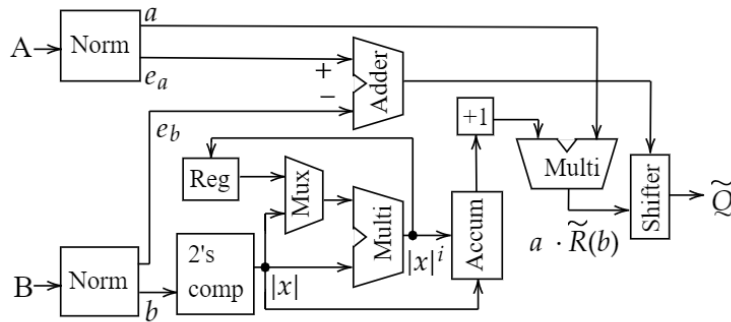 A
Norm
a
e_a
+
−
Adder
e_b
+1
Multi
Shifter
Q̃
Reg
Mux
Multi
|x|^i
Accum
a · R̃(b)
B
Norm
b
2's
comp
|x|